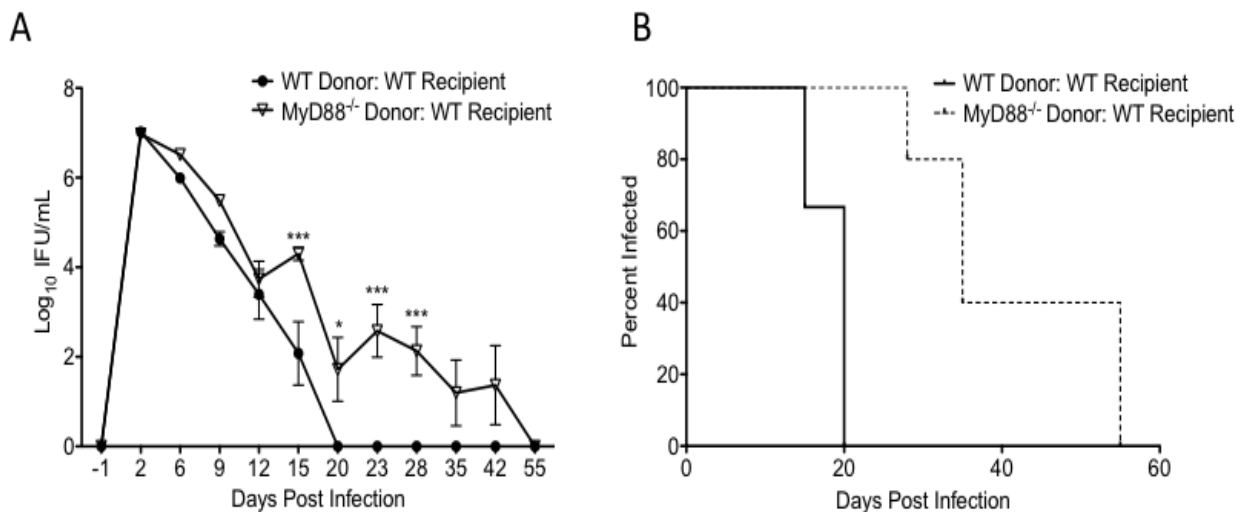 A
WT Donor: WT Recipient
MyD88-/- Donor: WT Recipient
8
6
4
2
0
Log10 IFU/mL
***
*
***
***
-1 2 6 9 12 15 20 23 28 35 42 55
Days Post Infection
B
WT Donor: WT Recipient
MyD88-/- Donor: WT Recipient
100
80
60
40
20
0
Percent Infected
0 20 40 60
Days Post Infection